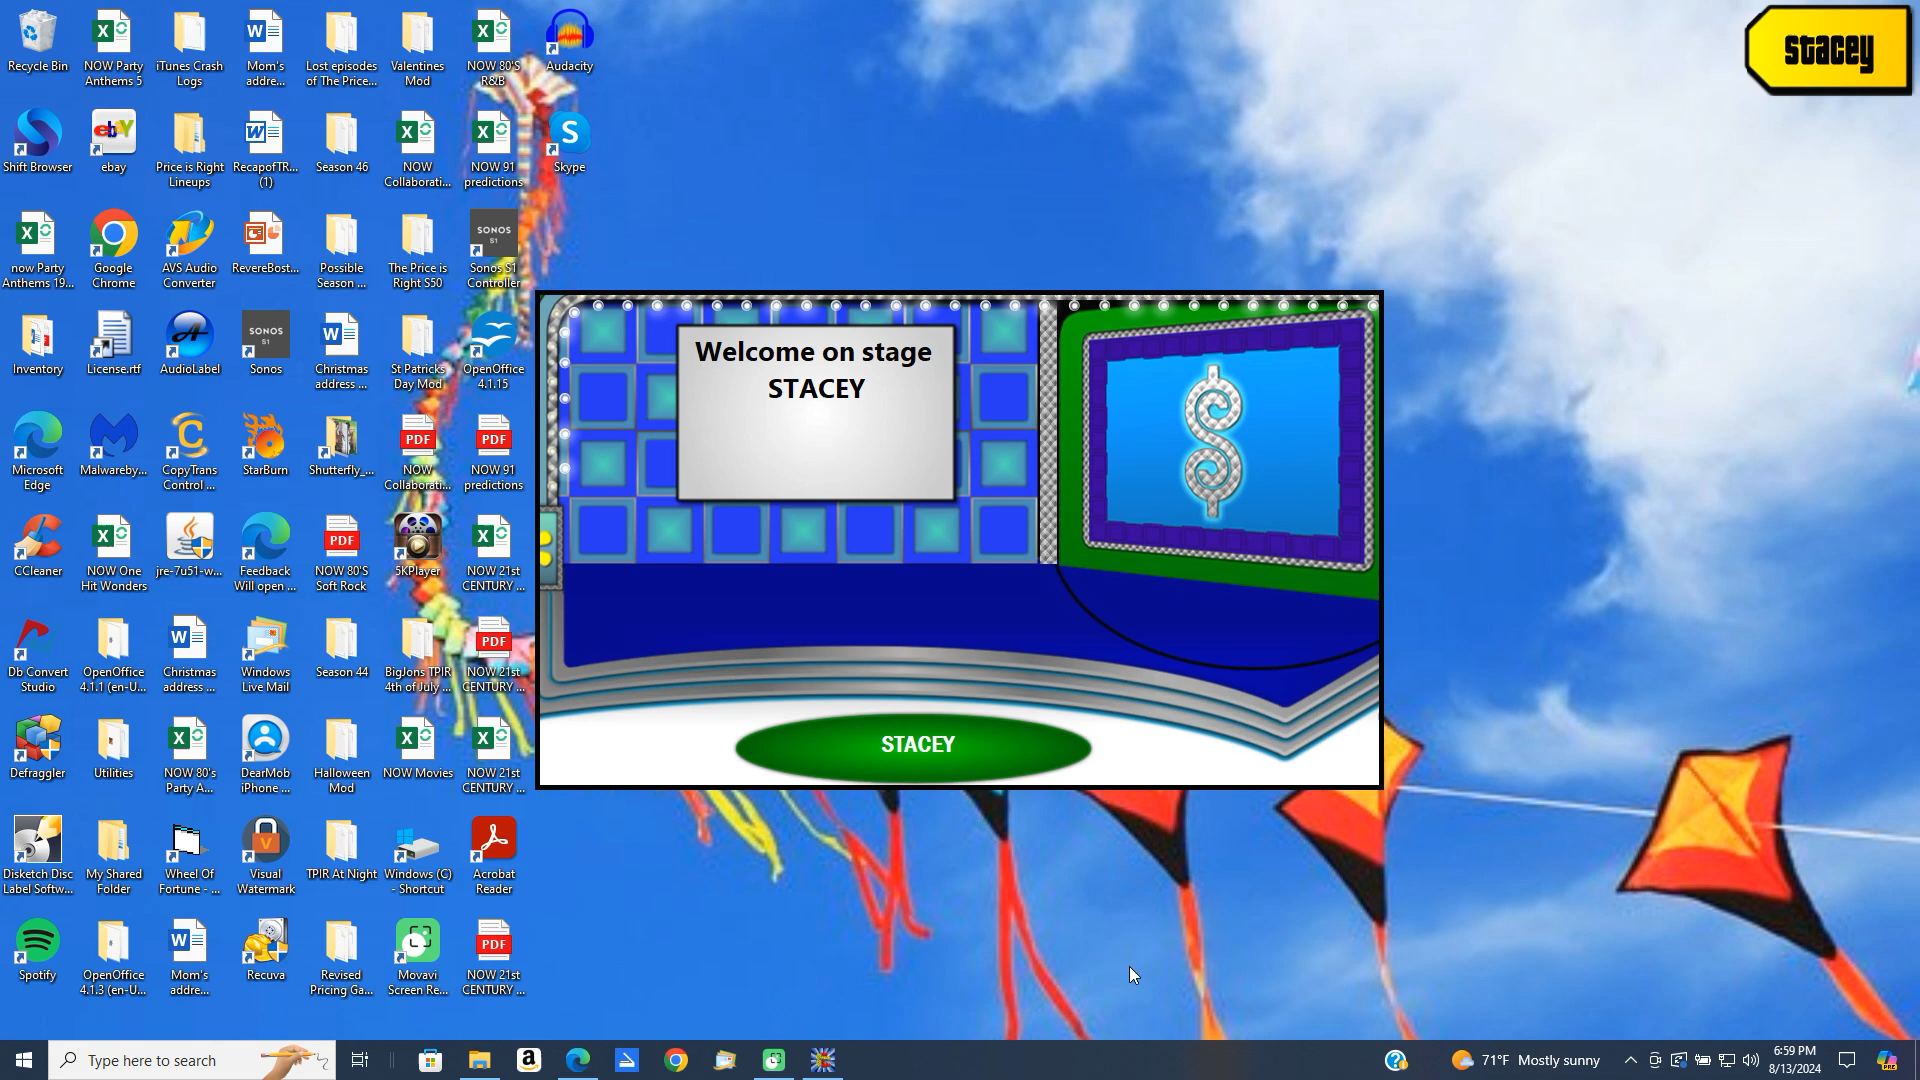 Recycle Bin
NOW Party
Anthems 5
iTunes Crash
Logs
Mom's
addre...
Lost episodes
of The Price...
Valentines
Mod
NOW 80'S
R&B
Audacity
stacey
Shift Browser
ebay
ebay
Price is Right
Lineups
RecapofTR...
(1)
Season 46
NOW
Collaborati...
NOW 91
predictions
Skype
now Party
Anthems 19...
Google
Chrome
AVS Audio
Converter
RevereBost...
Possible
Season ...
The Price is
Right S50
SONOS
S1
Sonos S1
Controller
Inventory
License.rtf
AudioLabel
SONOS
S1
Sonos
Christmas
address ...
St Patricks
Day Mod
OpenOffice
4.1.15
Welcome on stage
STACEY
Microsoft
Edge
Malwareby...
CopyTrans
Control ...
StarBurn
Shutterfly_...
PDF
NOW
Collaborati...
PDF
NOW 91
predictions
CCleaner
NOW One
Hit Wonders
jre-7u51-w...
Feedback
Will open ...
PDF
NOW 80'S
Soft Rock
5KPlayer
NOW 21st
CENTURY ...
Db Convert
Studio
OpenOffice
4.1.1 (en-U...
Christmas
address ...
Windows
Live Mail
Season 44
BigJons TPIR
4th of July ...
PDF
NOW 21st
CENTURY ...
STACEY
Defraggler
Utilities
NOW 80's
Party A...
DearMob
iPhone ...
Halloween
Mod
NOW Movies
NOW 21st
CENTURY ...
Disketch Disc
Label Softw...
My Shared
Folder
Wheel Of
Fortune - ...
Visual
Watermark
TPIR At Night
Windows (C)
- Shortcut
Acrobat
Reader
Spotify
OpenOffice
4.1.3 (en-U...
Mom's
addre...
Recuva
Revised
Pricing Ga...
Movavi
Screen Re...
PDF
NOW 21st
CENTURY ...
Type here to search
71°F Mostly sunny
6:59 PM
8/13/2024